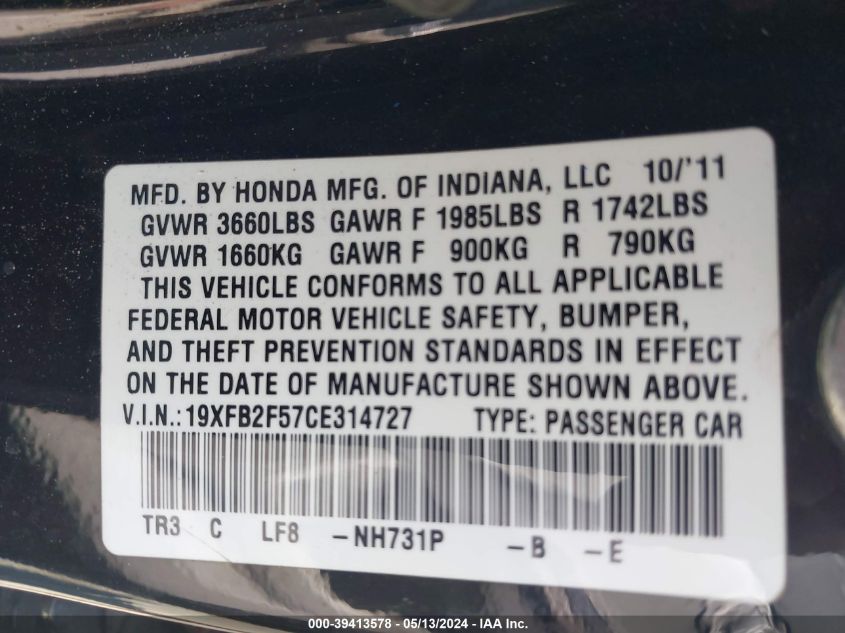 MFD. BY HONDA MFG. OF INDIANA, LLC 10/'11
GVWR 3660LBS GAWR F 1985LBS R 1742LBS
GVWR 1660KG GAWR F 900KG R 790KG
THIS VEHICLE CONFORMS TO ALL APPLICABLE
FEDERAL MOTOR VEHICLE SAFETY, BUMPER,
AND THEFT PREVENTION STANDARDS IN EFFECT
ON THE DATE OF MANUFACTURE SHOWN ABOVE.
V.I.N.:19XFB2F57CE314727 TYPE: PASSENGER CAR
TR3 C LF8 -NH731P -B -E
000-39413578 - 05/13/2024 - IAA Inc.